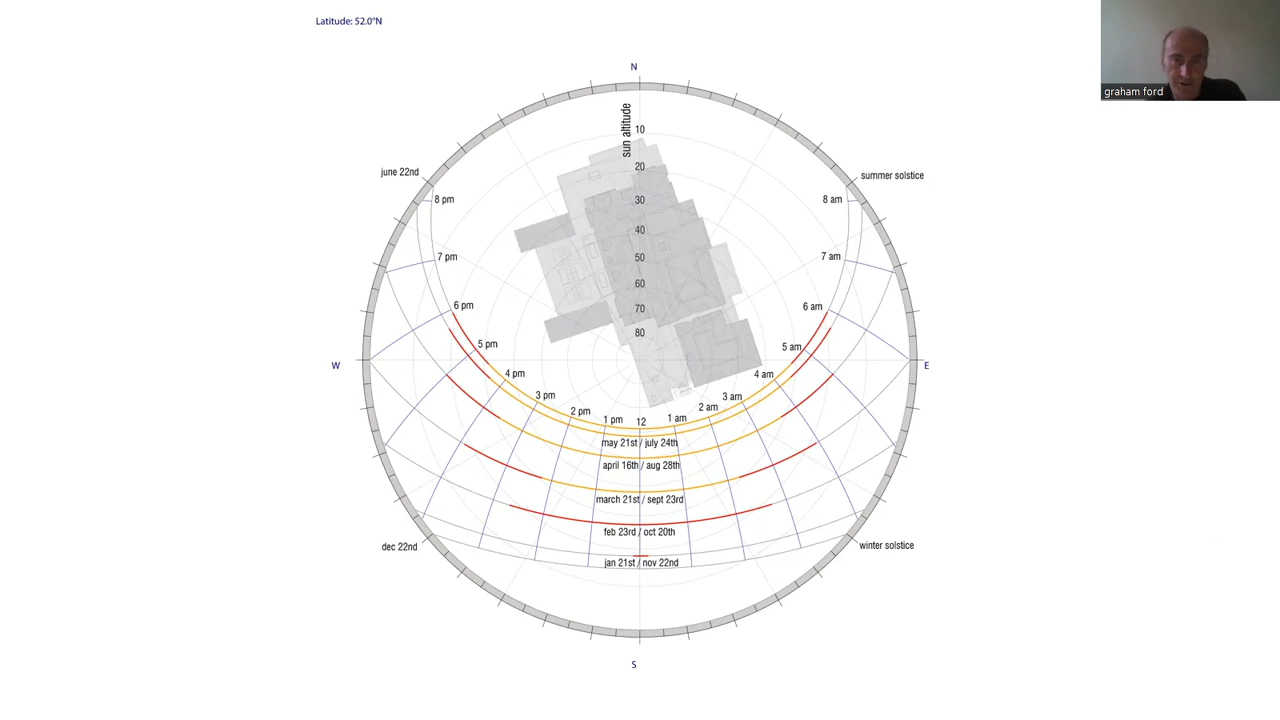 Latitude: 52.0°N
graham ford
N
sun altitude
10
20
30
40
50
60
70
80
june 22nd
summer solstice
8 pm
8 am
7 pm
7 am
6 pm
6 am
5 pm
5 am
W
E
4 pm
4 am
3 pm
3 am
2 pm
2 am
1 pm
12
1 am
may 21st / july 24th
april 16th / aug 28th
march 21st / sept 23rd
feb 23rd / oct 20th
dec 22nd
winter solstice
jan 21st / nov 22nd
S